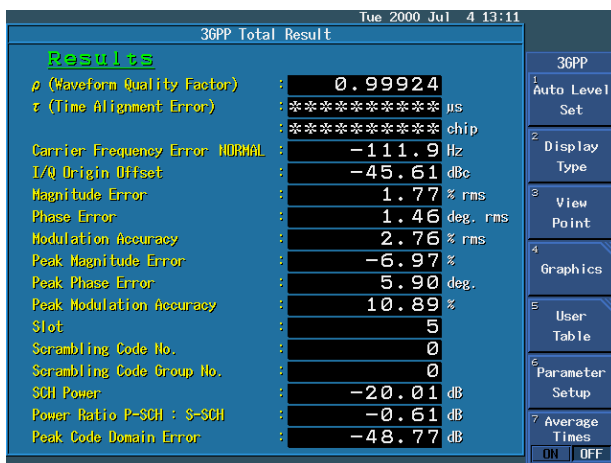 Tue 2000 Jul 4 13:11
3GPP Total Result
Results
ρ (Waveform Quality Factor) : 0.99924
τ (Time Alignment Error) : ********** μs
: ********** chip
Carrier Frequency Error NORMAL : -111.9 Hz
I/Q Origin Offset : -45.61 dBc
Magnitude Error : 1.77 % rms
Phase Error : 1.46 deg. rms
Modulation Accuracy : 2.76 % rms
Peak Magnitude Error : -6.97 %
Peak Phase Error : 5.90 deg.
Peak Modulation Accuracy : 10.89 %
Slot : 5
Scrambling Code No. : 0
Scrambling Code Group No. : 0
SCH Power : -20.01 dB
Power Ratio P-SCH : S-SCH : -0.61 dB
Peak Code Domain Error : -48.77 dB
3GPP
1 Auto Level
Set
2 Display
Type
3 View
Point
4 Graphics
5 User
Table
6 Parameter
Setup
7 Average
Times
ON OFF